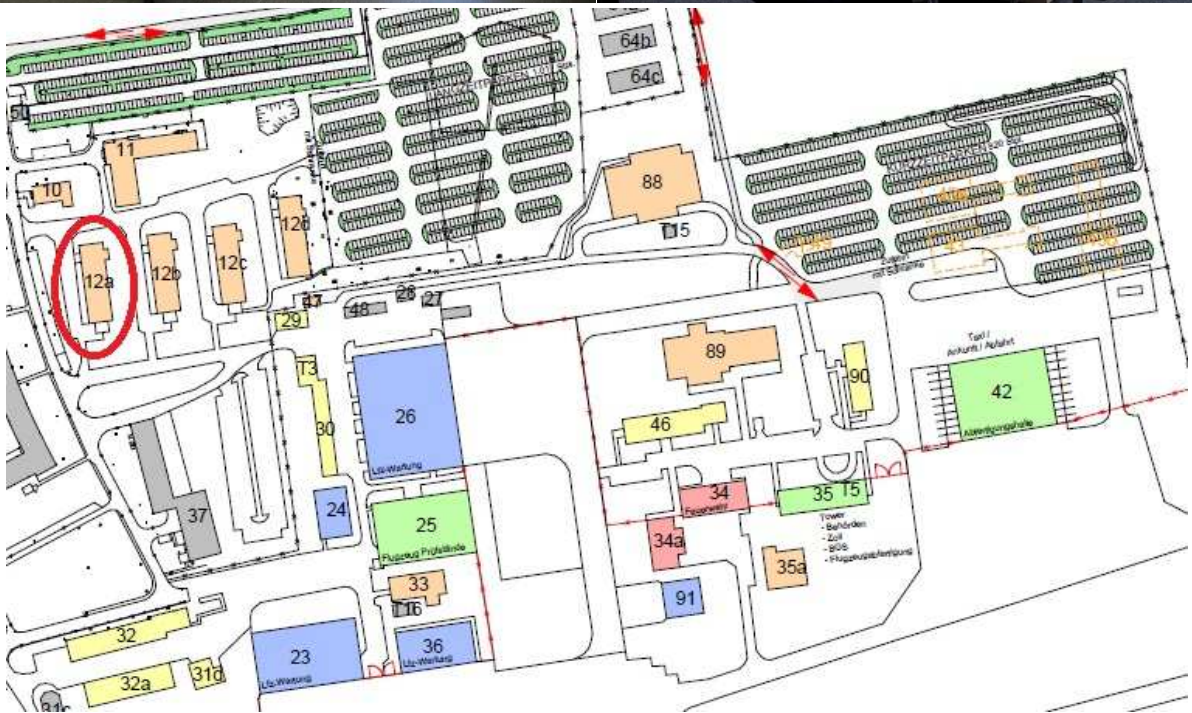 64b
64c
50
11
10
88
T15
12a
12b
12c
47
29
48
28
27
T3
30
26
Lfz-Wartung
89
90
Taxi /
Ankunft / Abfahrt
42
Abfertigungshalle
46
24
25
Flugzeug Prüfstände
37
34
Feuerwehr
35
T5
Tower
- Behörden
- Zoll
- BGS
- Flugzeugabfertigung
34a
35a
33
T16
91
32
23
Lfz-Wartung
36
Lfz-Wartung
32a
31d
31c
43